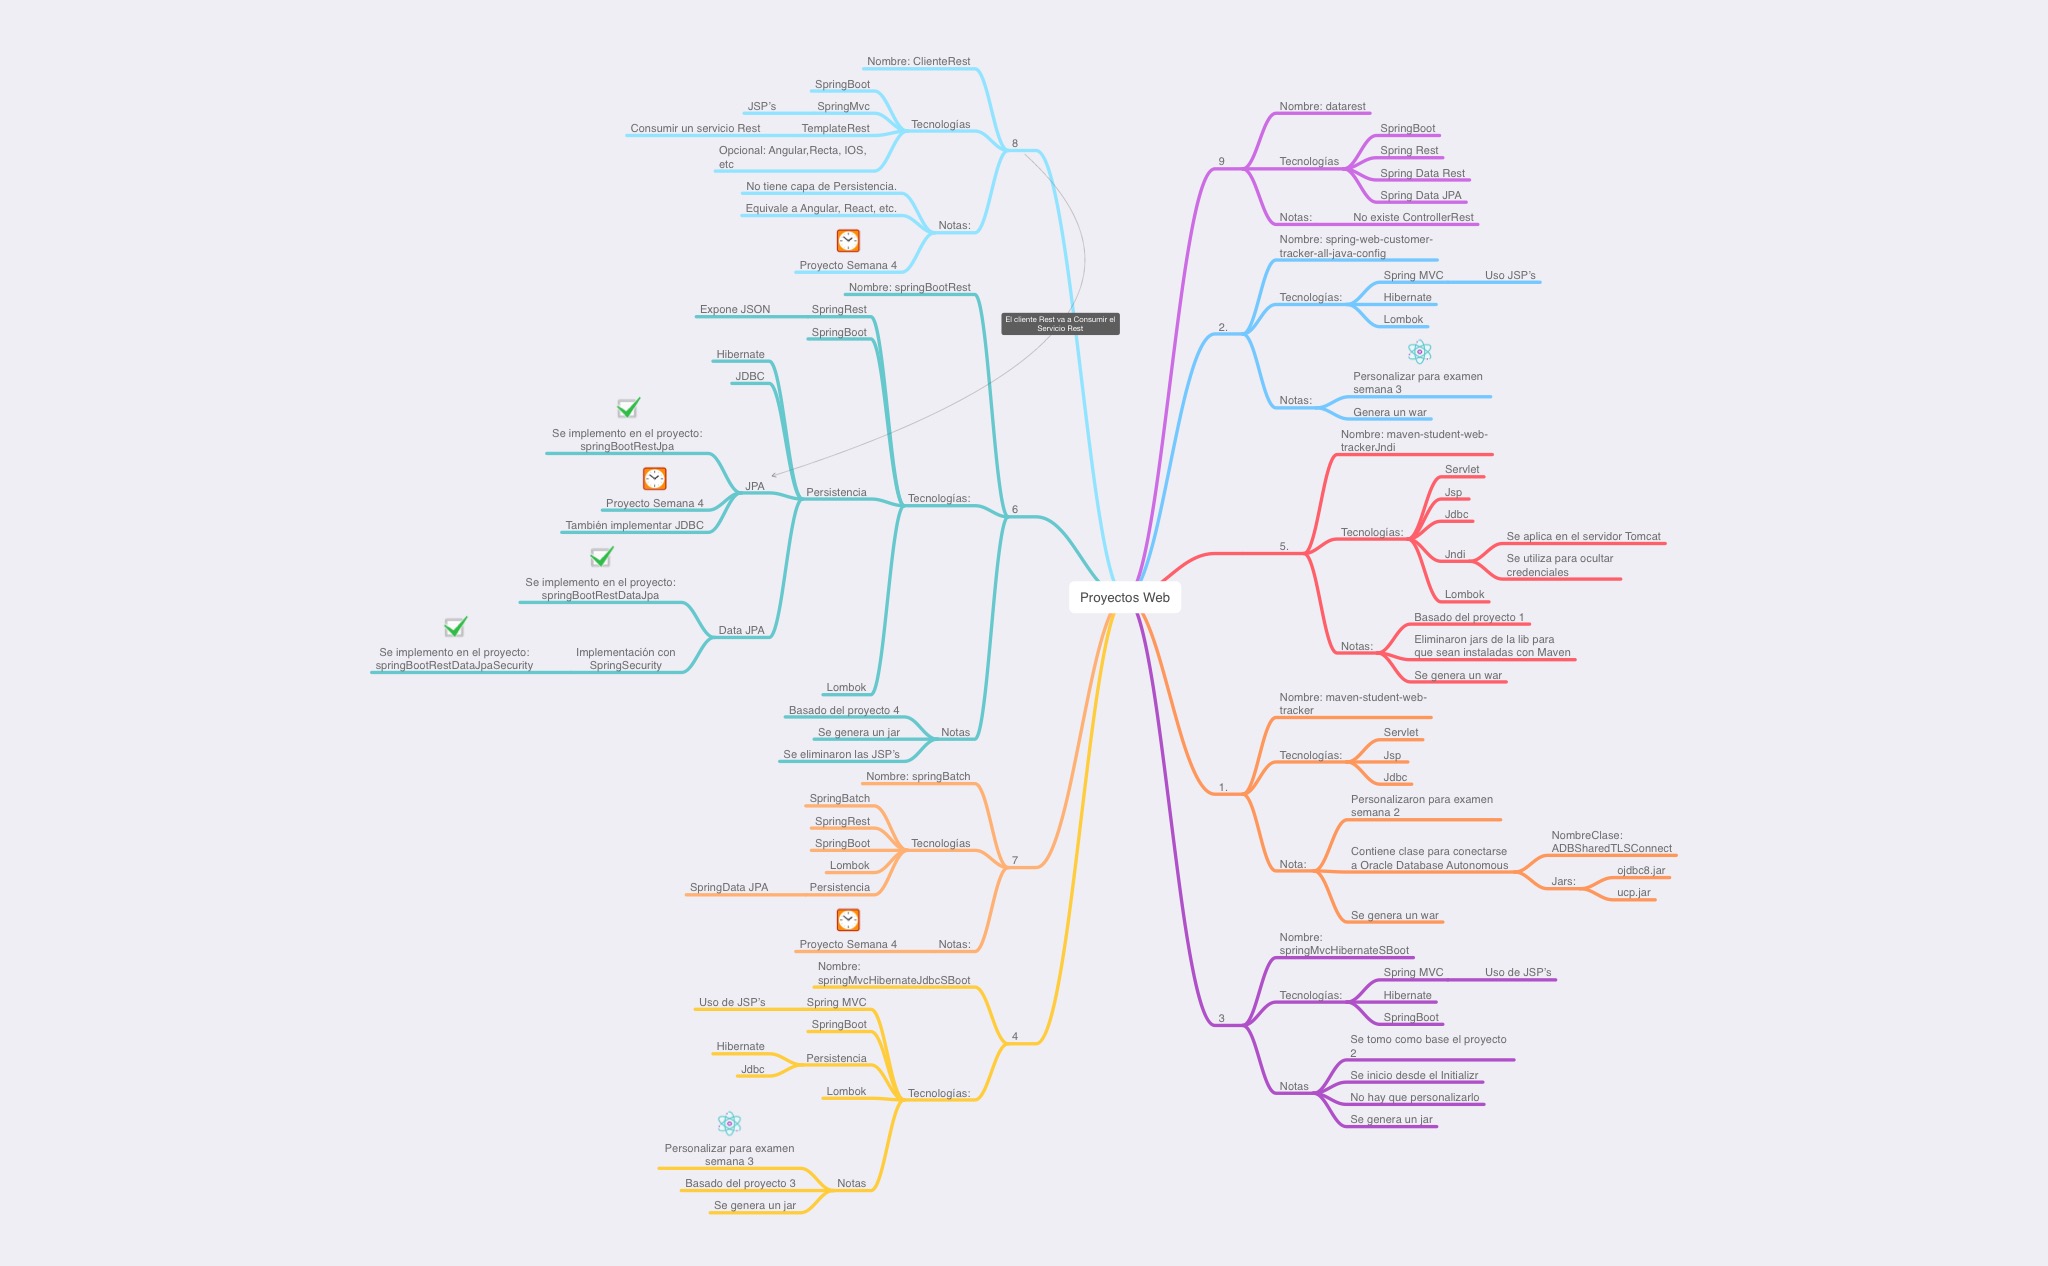 Proyectos Web
Nombre: ClienteRest
SpringBoot
JSP's
SpringMvc
Consumir un servicio Rest
TemplateRest
Opcional: Angular,Recta, IOS,
etc
Tecnologías
8
No tiene capa de Persistencia.
Equivale a Angular, React, etc.
Proyecto Semana 4
Notas:
El cliente Rest va a Consumir el
Servicio Rest
Nombre: springBootRest
Expone JSON
SpringRest
SpringBoot
Hibernate
JDBC
Se implemento en el proyecto:
springBootRestJpa
Proyecto Semana 4
También implementar JDBC
JPA
Persistencia
Tecnologías:
6
Se implemento en el proyecto:
springBootRestDataJpa
Data JPA
Se implemento en el proyecto:
springBootRestDataJpaSecurity
Implementación con
SpringSecurity
Lombok
Basado del proyecto 4
Se genera un jar
Se eliminaron las JSP's
Notas
Nombre: springBatch
SpringBatch
SpringRest
SpringBoot
Lombok
SpringData JPA
Persistencia
Tecnologías
7
Proyecto Semana 4
Notas:
Nombre:
springMvcHibernateJdbcSBoot
Uso de JSP's
Spring MVC
SpringBoot
Hibernate
Jdbc
Persistencia
Lombok
Tecnologías:
4
Personalizar para examen
semana 3
Basado del proyecto 3
Se genera un jar
Notas
Nombre: datarest
9
Tecnologías
SpringBoot
Spring Rest
Spring Data Rest
Spring Data JPA
Notas:
No existe ControllerRest
Nombre: spring-web-customer-
tracker-all-java-config
2.
Tecnologías:
Spring MVC
Uso JSP's
Hibernate
Lombok
Notas:
Personalizar para examen
semana 3
Genera un war
Nombre: maven-student-web-
trackerJndi
5.
Tecnologías:
Servlet
Jsp
Jdbc
Jndi
Se aplica en el servidor Tomcat
Se utiliza para ocultar
credenciales
Lombok
Notas:
Basado del proyecto 1
Eliminaron jars de la lib para
que sean instaladas con Maven
Se genera un war
Nombre: maven-student-web-
tracker
1.
Tecnologías:
Servlet
Jsp
Jdbc
Nota:
Personalizaron para examen
semana 2
Contiene clase para conectarse
a Oracle Database Autonomous
NombreClase:
ADBSharedTLSConnect
Jars:
ojdbc8.jar
ucp.jar
Se genera un war
Nombre:
springMvcHibernateSBoot
3
Tecnologías:
Spring MVC
Uso de JSP's
Hibernate
SpringBoot
Notas
Se tomo como base el proyecto
2
Se inicio desde el Initializr
No hay que personalizarlo
Se genera un jar